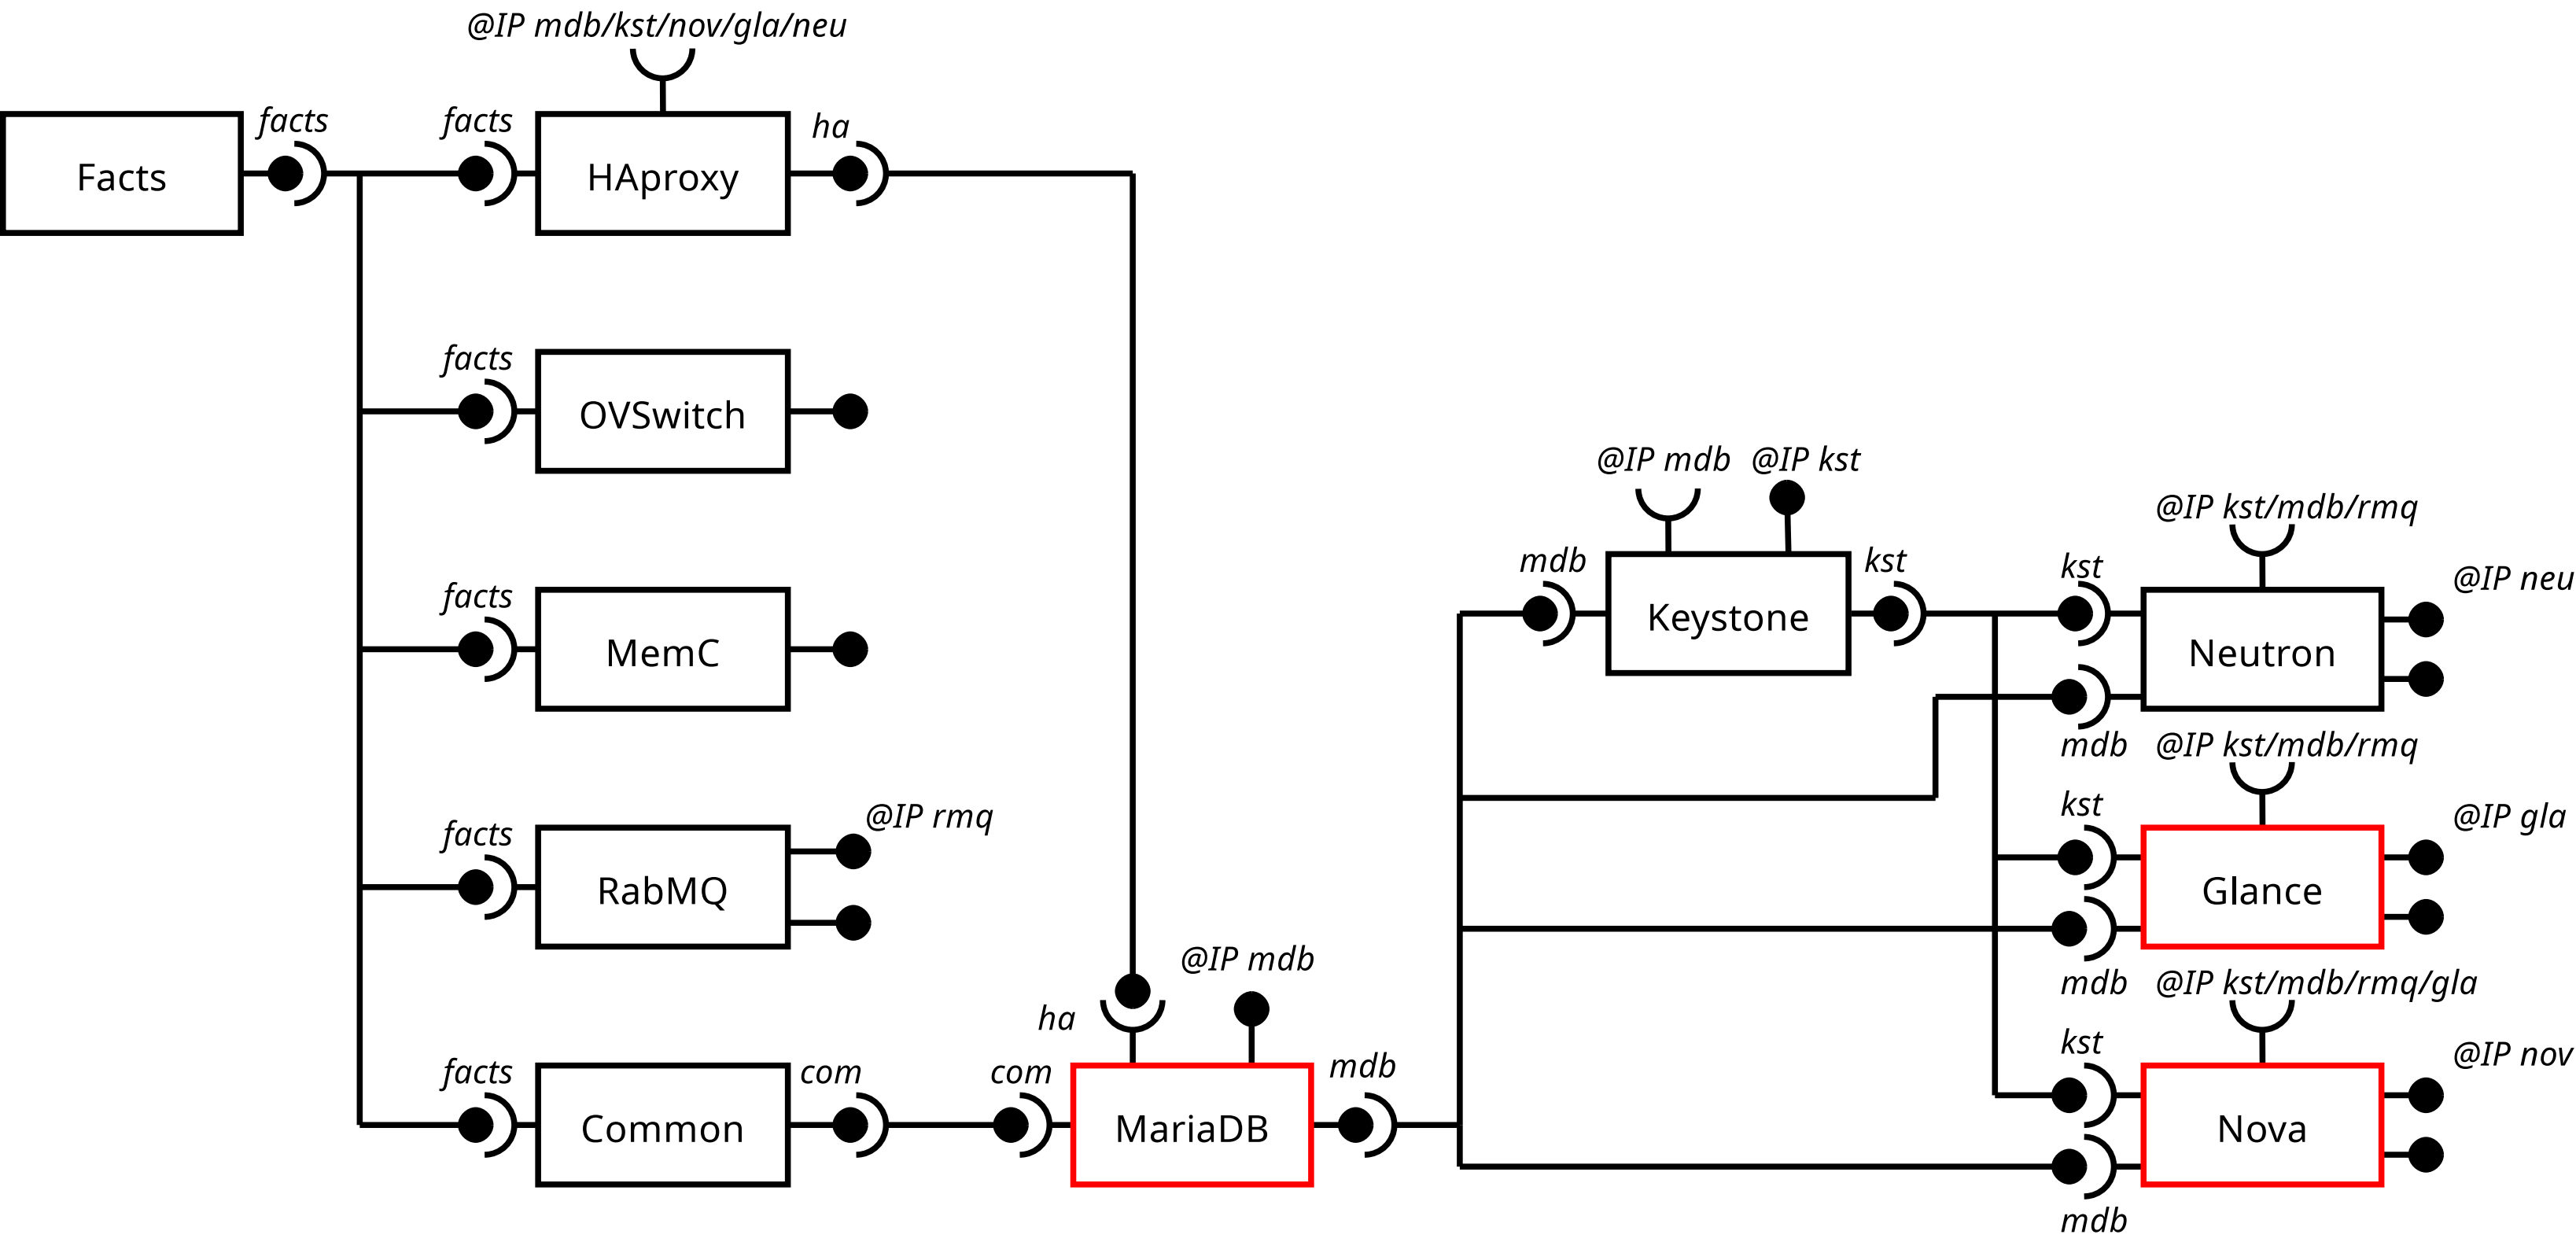 @IP mdb/kst/nov/gla/neu
facts
facts
ha
Facts
HAproxy
facts
OVSwitch
@IP mdb
@IP kst
@IP kst/mdb/rmq
mdb
kst
kst
@IP neu
facts
Keystone
MemC
Neutron
mdb
@IP kst/mdb/rmq
@IP rmq
kst
@IP gla
facts
RabMQ
Glance
@IP mdb
mdb
@IP kst/mdb/rmq/gla
ha
kst
@IP nov
facts
com
com
mdb
Common
MariaDB
Nova
mdb